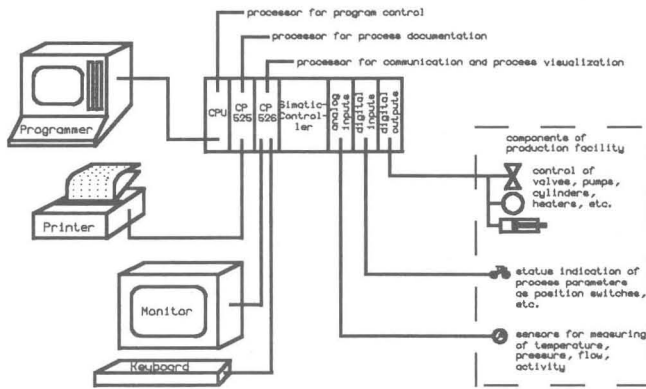 processor for program control
processor for process documentation
processor for communication and process visualization
CPU
CP
525
CP
526
Simatic
Control-
ler
analog
inputs
digital
inputs
digital
outputs
Programmer
Printer
Monitor
Keyboard
components of
production facility
control of
valves, pumps,
cylinders,
heaters, etc.
status indication of
process parameters
as position switches,
etc.
sensors for measuring
of temperature,
pressure, flow,
activity